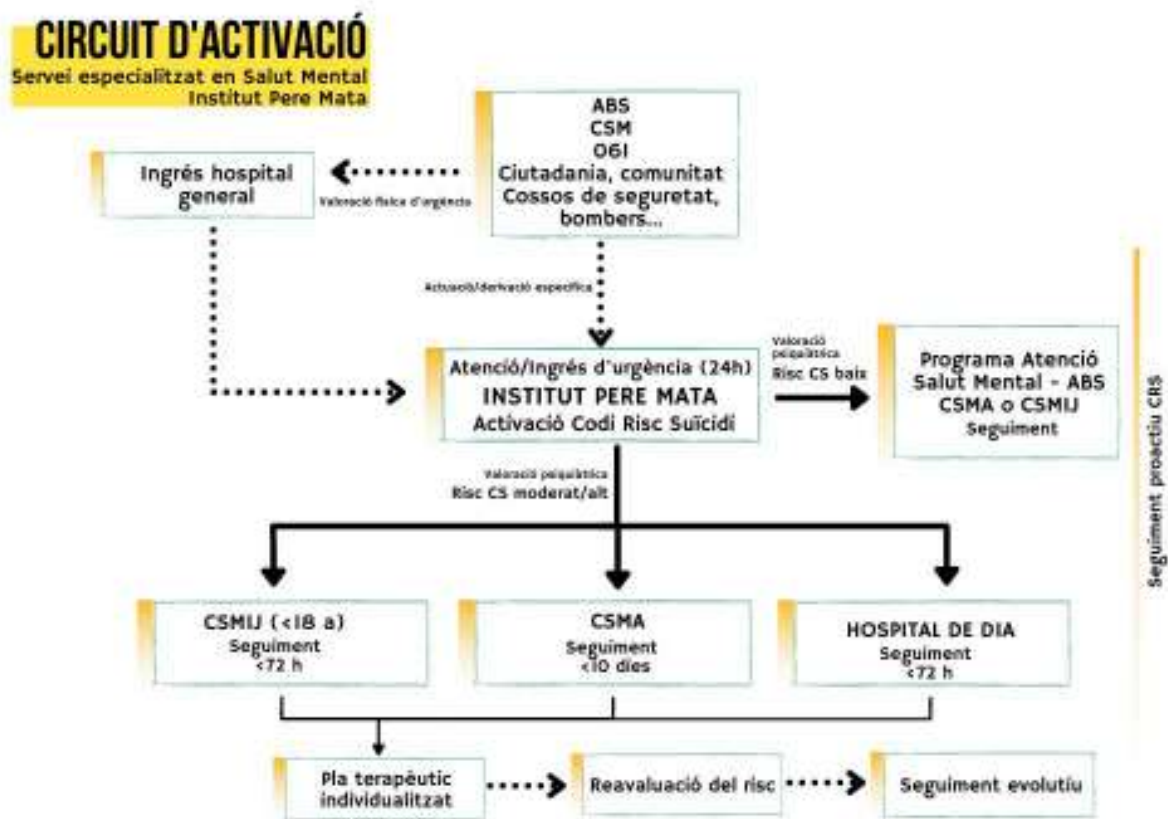 CIRCUIT D'ACTIVACIÓ
Servei especialitzat en Salut Mental
Institut Pere Mata
ABS
CSM
061
Ciutadania, comunitat
Cossos de seguretat,
bombers...
Ingrés hospital
general
Valoració física d'urgència
Actuació/derivació específica
Atenció/Ingrés d'urgència (24h)
INSTITUT PERE MATA
Activació Codi Risc Suïcidi
Valoració
psiquiàtrica
Risc CS baix
Programa Atenció
Salut Mental - ABS
CSMA o CSMIJ
Seguiment
Seguiment proactiu CRS
Valoració psiquiàtrica
Risc CS moderat/alt
CSMIJ (<18 a)
Seguiment
<72 h
CSMA
Seguiment
<10 dies
HOSPITAL DE DIA
Seguiment
<72 h
Pla terapèutic
individualitzat
Reavaluació del risc
Seguiment evolutiu